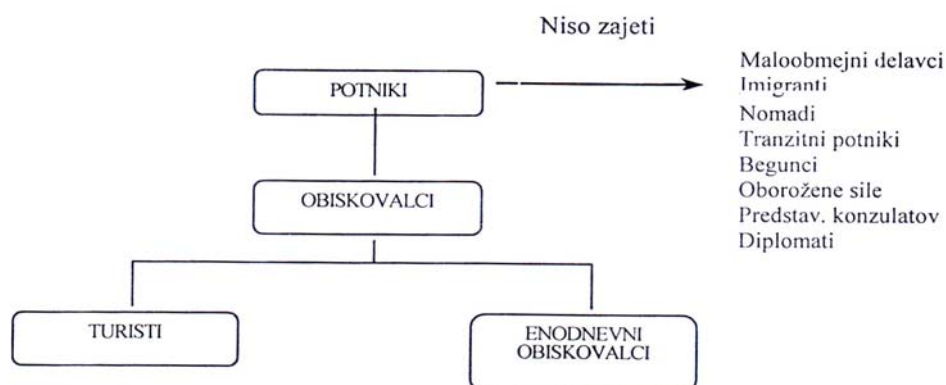 Niso zajeti
POTNIKI
Maloobmejni delavci
Imigranti
Nomadi
Tranzitni potniki
Begunci
Oborožene sile
Predstav. konzulatov
Diplomati
OBISKOVALCI
TURISTI
ENODNEVNI
OBISKOVALCI